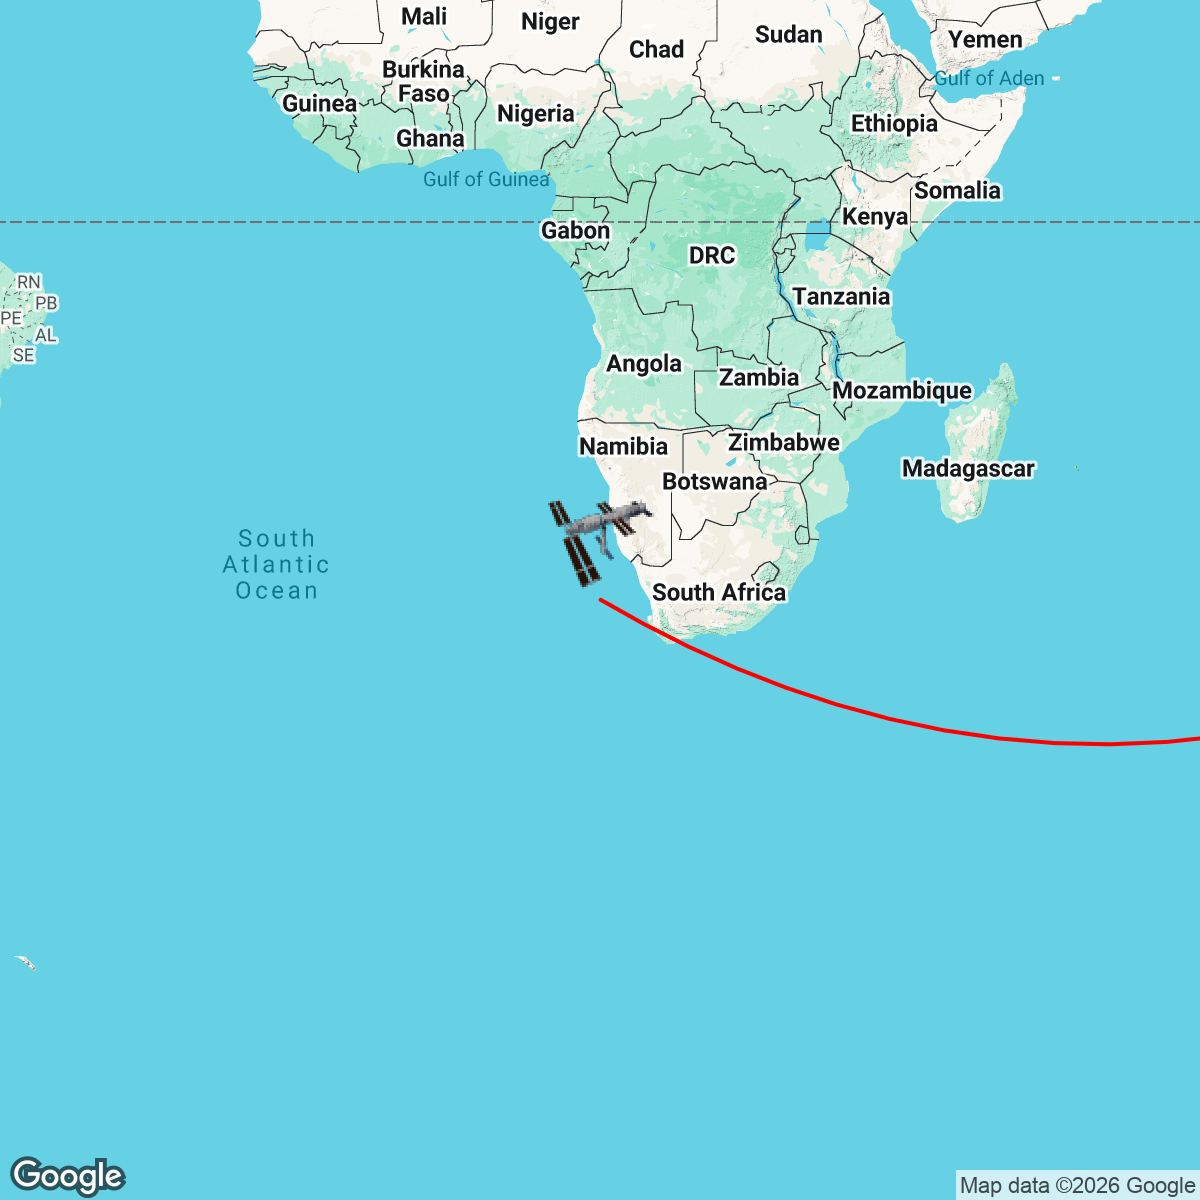 Mali
Niger
Chad
Sudan
Yemen
Gulf of Aden
Burkina
Faso
Guinea
Nigeria
Ethiopia
Ghana
Gulf of Guinea
Somalia
Kenya
Gabon
DRC
RN
PB
PE
AL
SE
Tanzania
Angola
Zambia
Mozambique
Namibia
Zimbabwe
Botswana
Madagascar
South
Atlantic
Ocean
South Africa
Google
Map data ©2026 Google